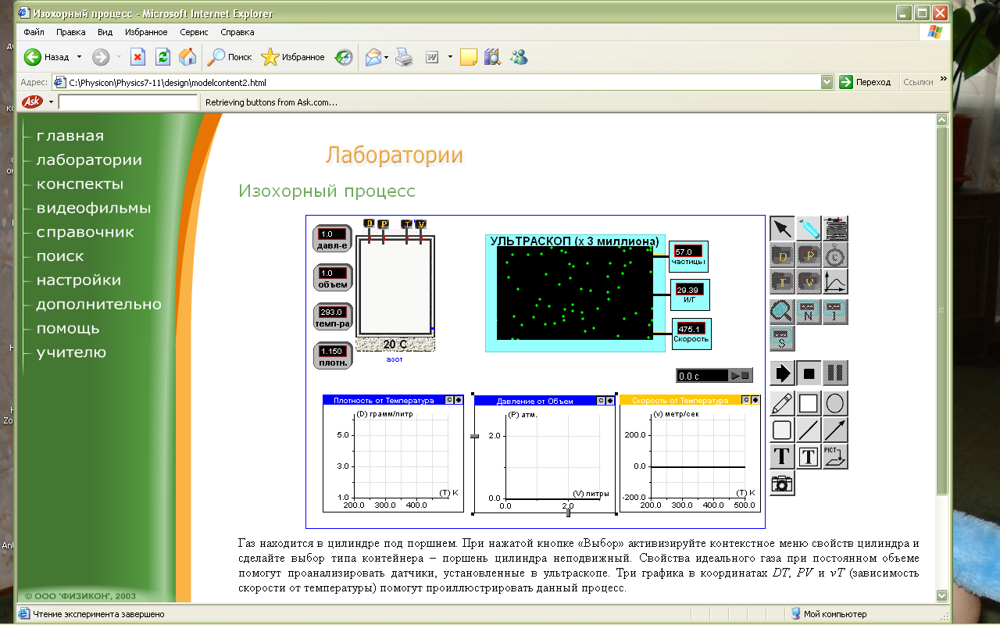 Изохорный процесс - Microsoft Internet Explorer
Файл Правка Вид Избранное Сервис Справка
Назад Поиск Избранное
Адрес: C:\Physicon\Physics7-11\design\modelcontent2.html Переход Ссылки »
Ask Retrieving buttons from Ask.com...
главная
лаборатории
конспекты
видеофильмы
справочник
поиск
настройки
дополнительно
помощь
учителю
© ООО 'ФИЗИКОН', 2003
Лаборатории
Изохорный процесс
D P T V
1.0
давл-е
1.0
объем
293.0
темп-ра
1.150
плотн.
20 C
азот
УЛЬТРАСКОП (x 3 миллиона)
57.0
частицы
29.39
И/Г
475.1
Скорость
0.0 c
D P C
T V
N I
S
T T PICT
Плотность от Температура C
(D) грамм/литр
5.0
3.0
1.0
(T) K
200.0 300.0 400.0
Давление от Объем C
(P) атм.
2.0
0.0
(V) литры
0.0 2.0
Скорость от Температура C
(v) метр/сек
200.0
0.0
-200.0
(T) K
200.0 300.0 400.0 500.0
Газ находится в цилиндре под поршнем. При нажатой кнопке «Выбор» активизируйте контекстное меню свойств цилиндра и
сделайте выбор типа контейнера – поршень цилиндра неподвижный. Свойства идеального газа при постоянном объеме
помогут проанализировать датчики, установленные в ультраскопе. Три графика в координатах DT, PV и vT (зависимость
скорости от температуры) помогут проиллюстрировать данный процесс.
Чтение эксперимента завершено Мой компьютер